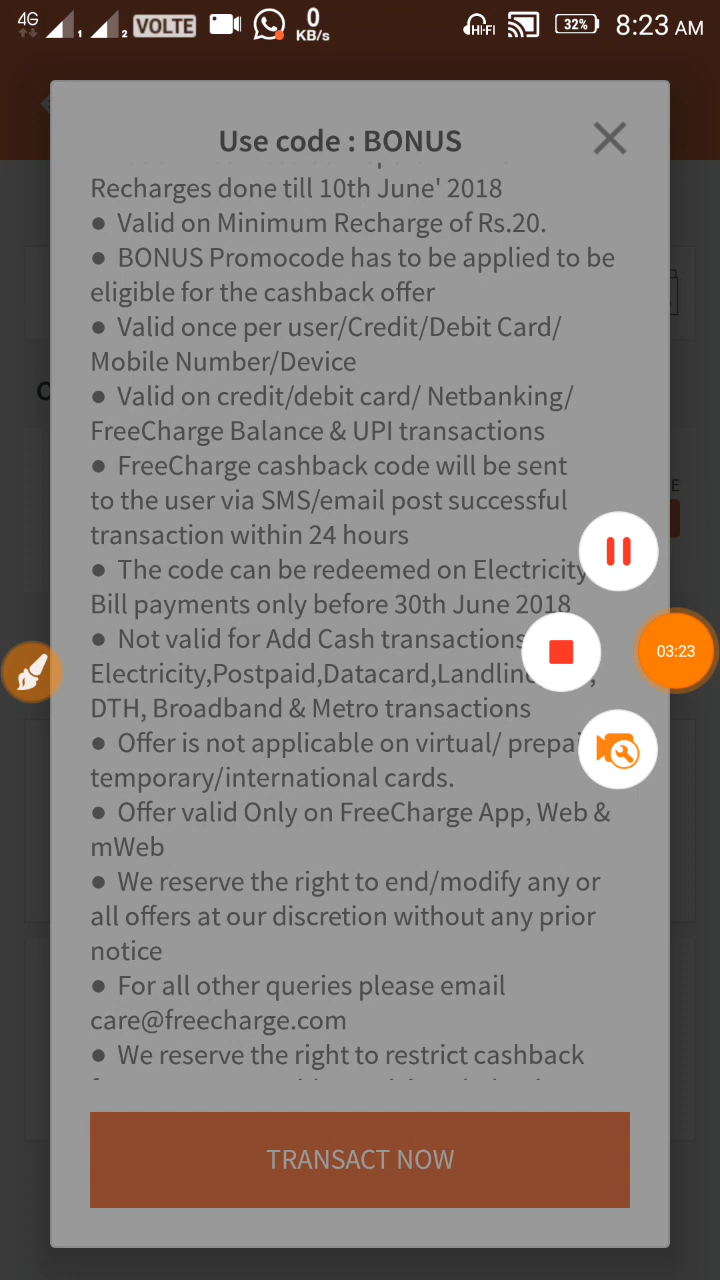 4G 1 2 VOLTE 0 KB/s HI-FI 32% 8:23 AM
Use code : BONUS
Recharges done till 10th June' 2018
● Valid on Minimum Recharge of Rs.20.
● BONUS Promocode has to be applied to be
eligible for the cashback offer
● Valid once per user/Credit/Debit Card/
Mobile Number/Device
● Valid on credit/debit card/ Netbanking/
FreeCharge Balance & UPI transactions
● FreeCharge cashback code will be sent
to the user via SMS/email post successful
transaction within 24 hours
● The code can be redeemed on Electricity
Bill payments only before 30th June 2018
● Not valid for Add Cash transactions
03:23
Electricity,Postpaid,Datacard,Landlin
DTH, Broadband & Metro transactions
● Offer is not applicable on virtual/ prepai
temporary/international cards.
● Offer valid Only on FreeCharge App, Web &
mWeb
● We reserve the right to end/modify any or
all offers at our discretion without any prior
notice
● For all other queries please email
care@freecharge.com
● We reserve the right to restrict cashback
TRANSACT NOW